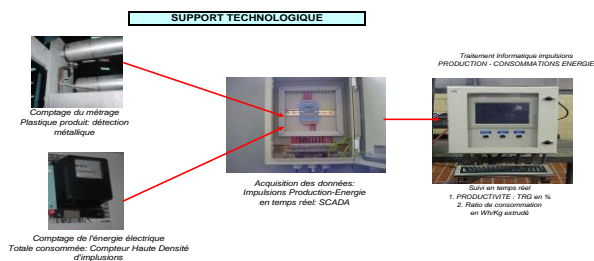 SUPPORT TECHNOLOGIQUE
Traitement Informatique impulsions
PRODUCTION - CONSOMMATIONS ENERGIE
Comptage du métrage
Plastique produit: détection
métallique
Acquisition des données:
Impulsions Production-Energie
en temps réel: SCADA
Suivi en temps réel
1. PRODUCTIVITE : TRG en %
2. Ratio de consommation
en Wh/Kg extrudé
Comptage de l'énergie électrique
Totale consommée: Compteur Haute Densité
d'implusions